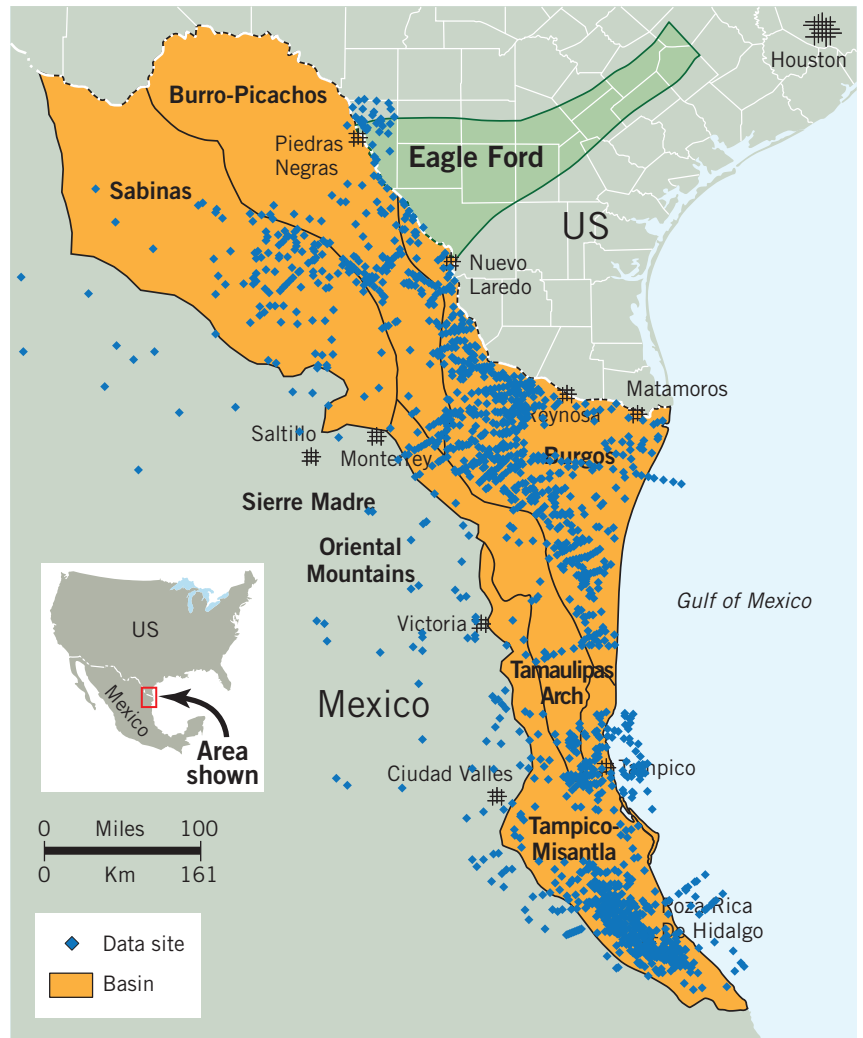 Houston
Burro-Picachos
Piedras
Negras
Eagle Ford
Sabinas
US
Nuevo
Laredo
Matamoros
Reynosa
Saltillo
Monterrey
Burgos
Sierre Madre
Oriental
Mountains
Gulf of Mexico
Victoria
US
Mexico
Area
shown
Tamaulipas
Arch
Mexico
Ciudad Valles
Tampico
0 Miles 100
0 Km 161
Tampico-
Misantla
Poza Rica
De Hidalgo
Data site
Basin